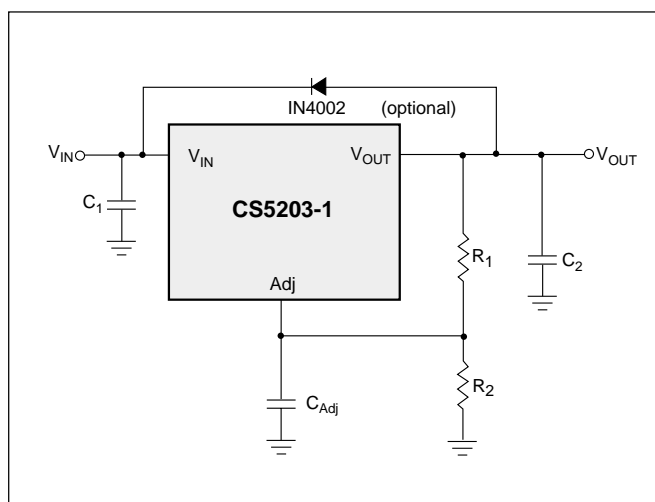 IN4002 (optional)
V_IN
V_IN
V_OUT
V_OUT
C_1
CS5203-1
R_1
C_2
Adj
C_Adj
R_2